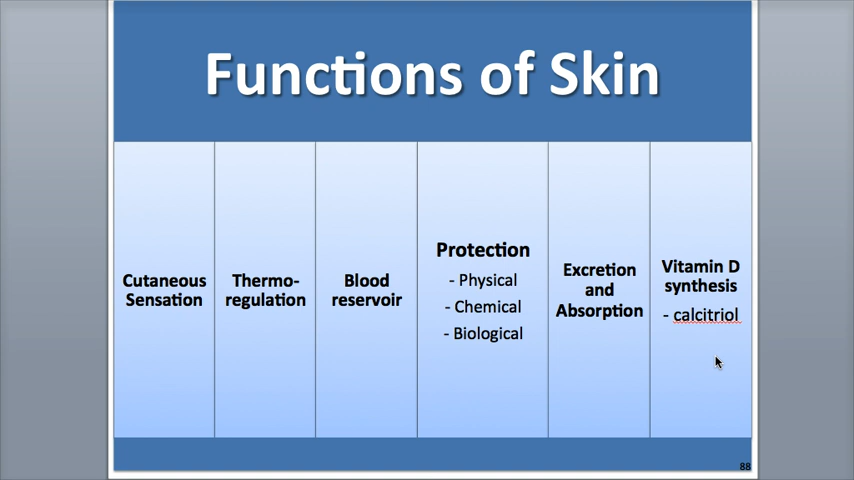 Functions of Skin
Cutaneous
Sensation
Thermo-
regulation
Blood
reservoir
Protection
- Physical
- Chemical
- Biological
Excretion
and
Absorption
Vitamin D
synthesis
- calcitriol
88